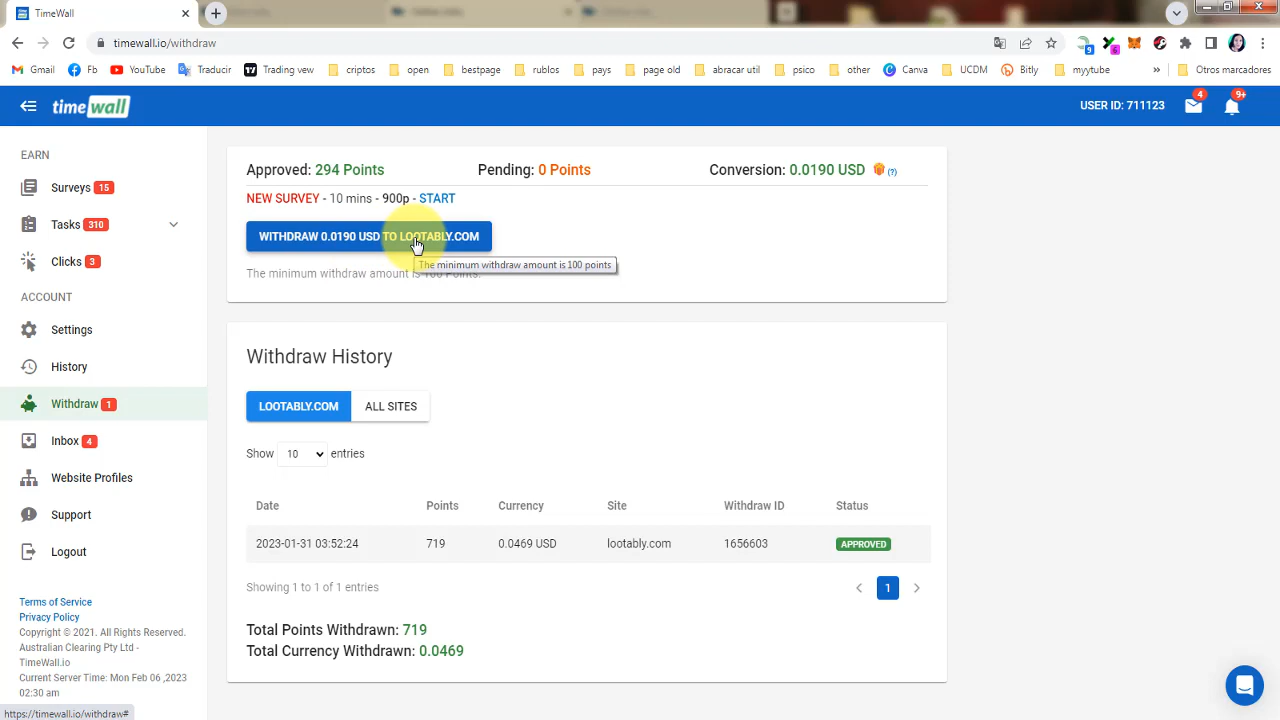 TimeWall
timewall.io/withdraw
9
6
Gmail
Fb
YouTube
Traducir
Trading vew
criptos
open
bestpage
rublos
pays
page old
abracar util
psico
other
Canva
UCDM
Bitly
myytube
»
Otros marcadores
timewall
USER ID: 711123
4
9+
EARN
Surveys 15
Tasks 310
Clicks 3
ACCOUNT
Settings
History
Withdraw 1
Inbox 4
Website Profiles
Support
Logout
Terms of Service
Privacy Policy
Copyright © 2021. All Rights Reserved.
Australian Clearing Pty Ltd -
TimeWall.io
Current Server Time: Mon Feb 06 ,2023
02:30 am
https://timewall.io/withdraw#
Approved: 294 Points
Pending: 0 Points
Conversion: 0.0190 USD (?)
NEW SURVEY - 10 mins - 900p - START
WITHDRAW 0.0190 USD TO LOOTABLY.COM
The minimum withdraw amount is 100 points
The minimum withdraw amount is 100 Points.
Withdraw History
LOOTABLY.COM
ALL SITES
Show 10 entries
Date Points Currency Site Withdraw ID Status
2023-01-31 03:52:24 719 0.0469 USD lootably.com 1656603 APPROVED
Showing 1 to 1 of 1 entries
1
Total Points Withdrawn: 719
Total Currency Withdrawn: 0.0469